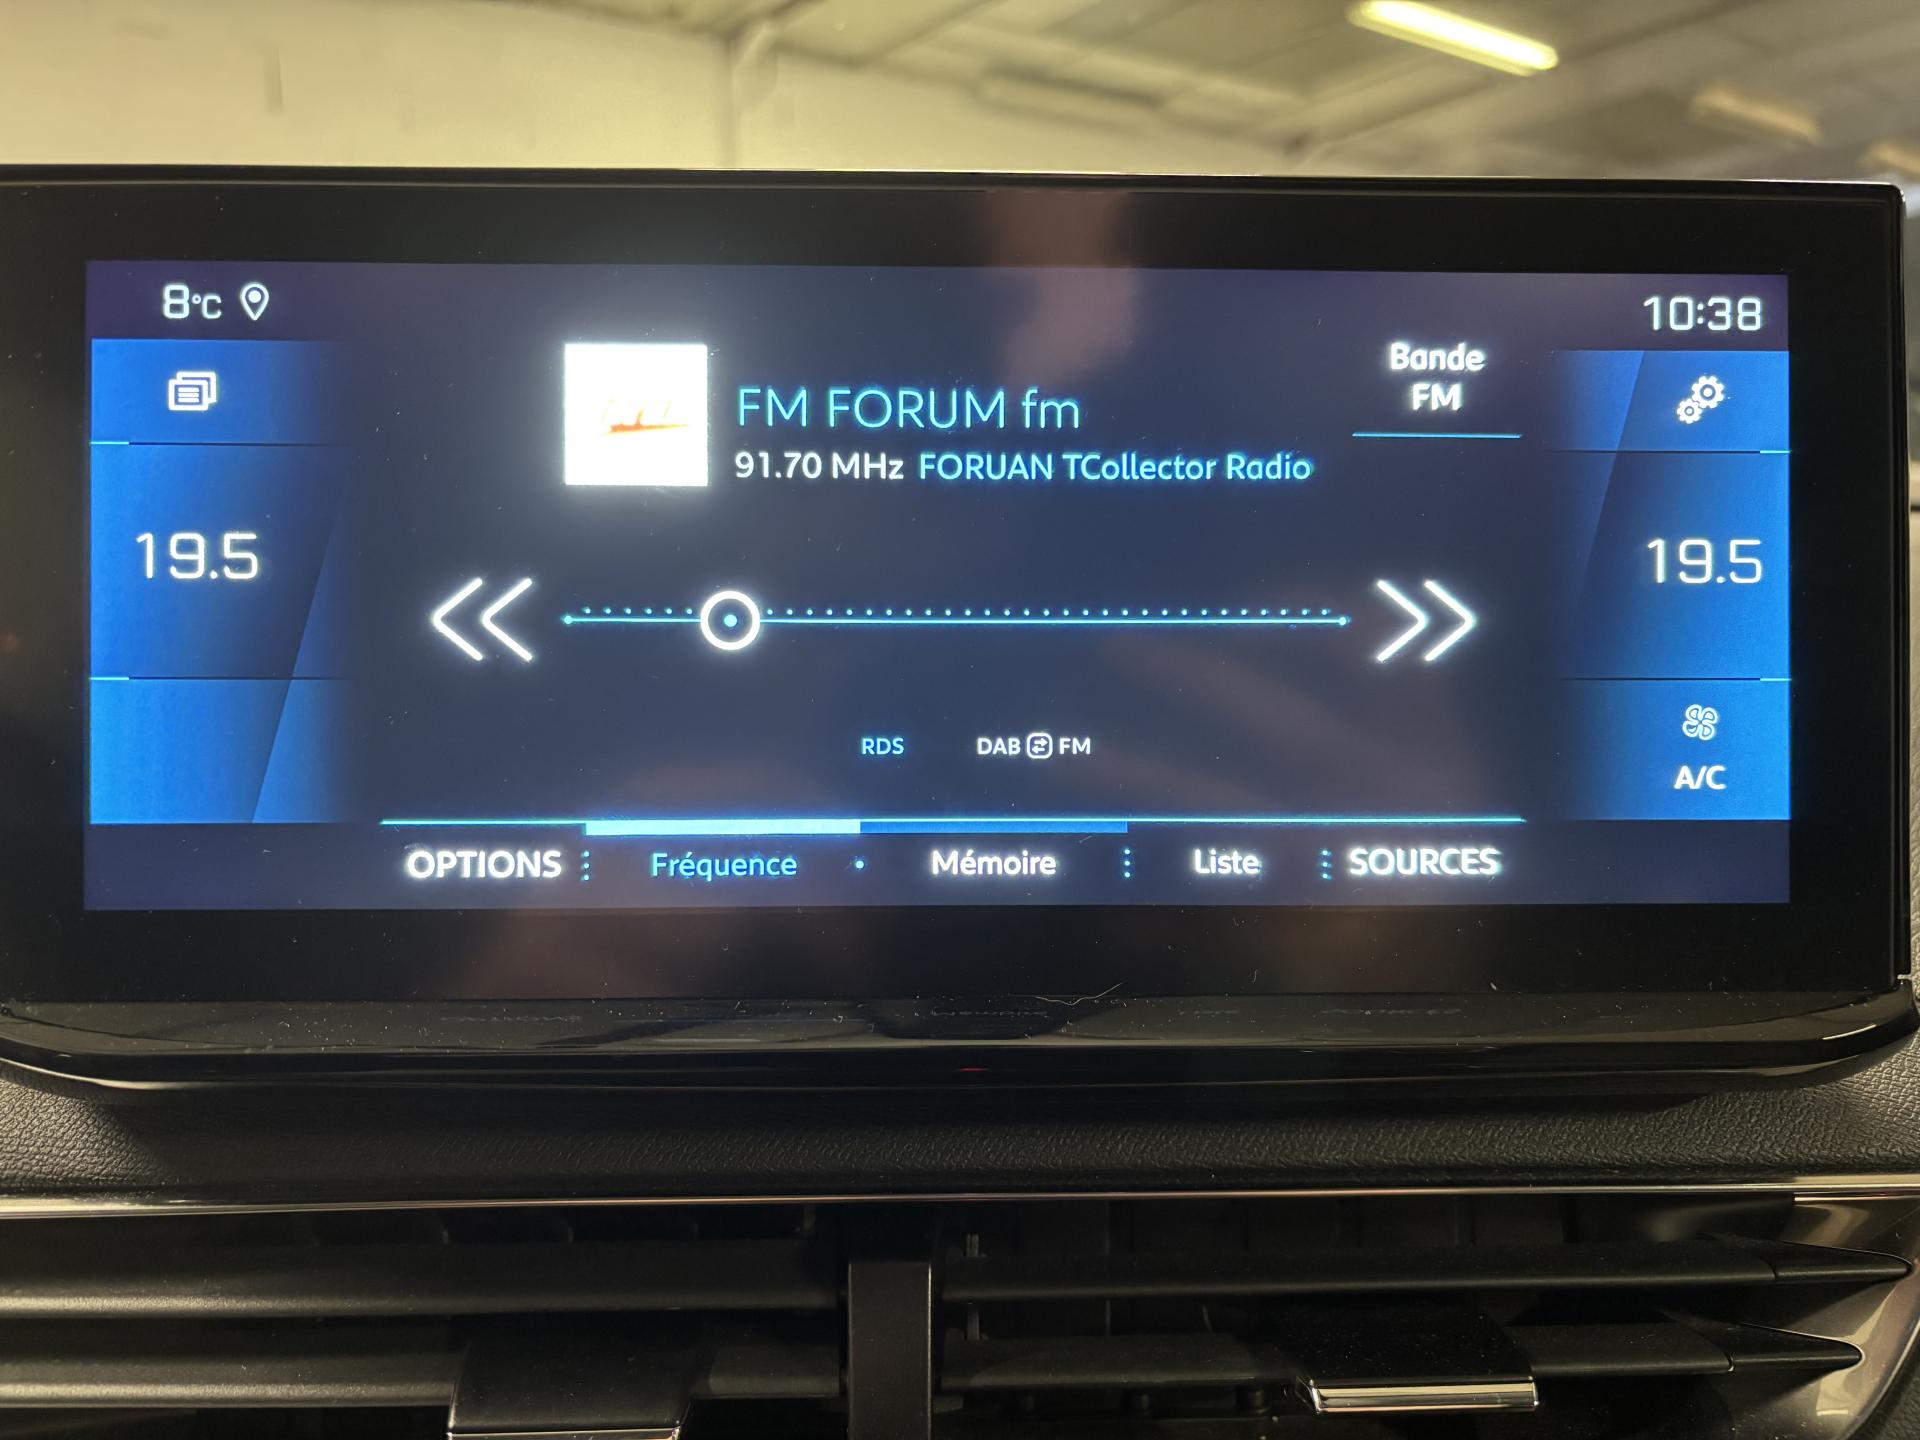 8°C
10:38
Bande
FM
FM FORUM fm
91.70 MHz FORUAN TCollector Radio
19.5
19.5
RDS
DAB FM
A/C
OPTIONS
Fréquence
Mémoire
Liste
SOURCES